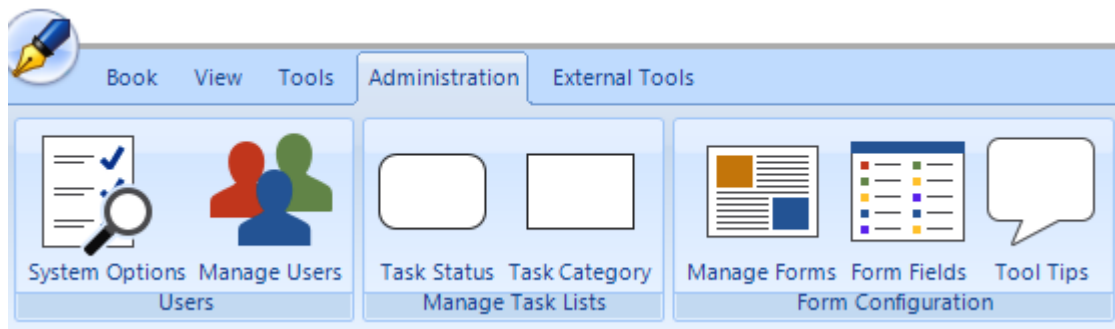 Book View Tools Administration External Tools
System Options Manage Users Task Status Task Category Manage Forms Form Fields Tool Tips
Users Manage Task Lists Form Configuration